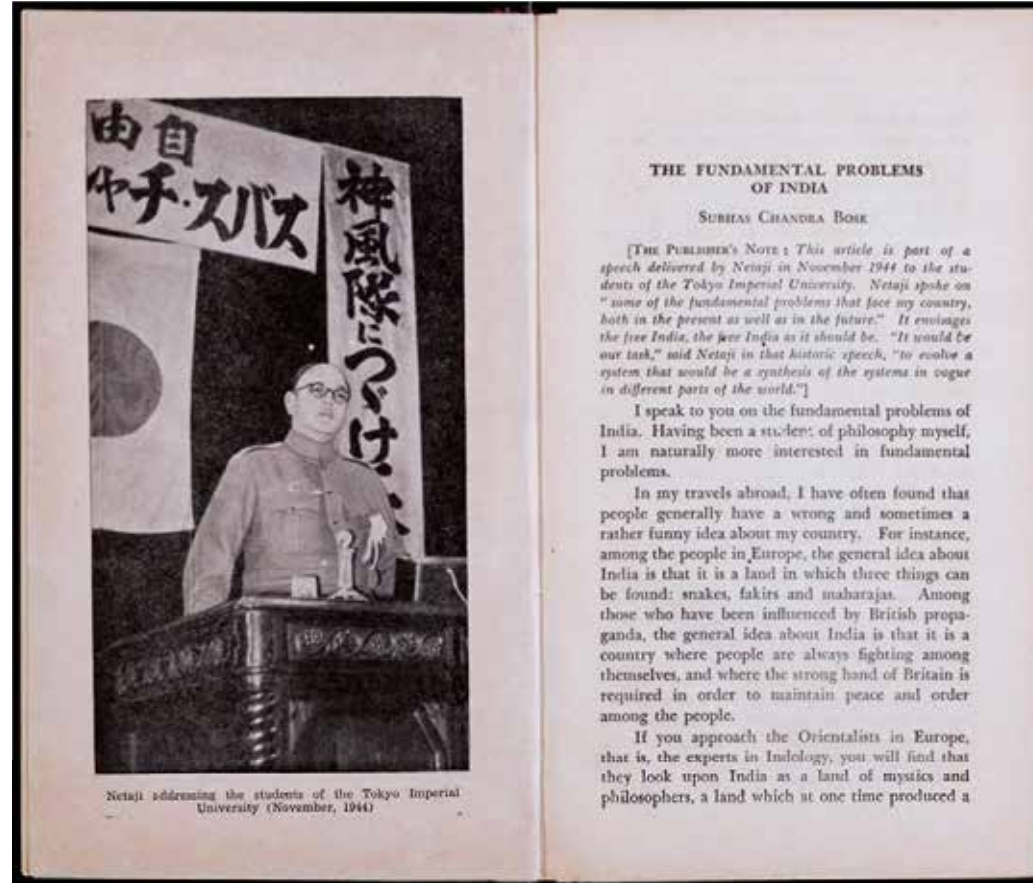 自由
スバス・チャ
神風隊につゞけ
Netaji addressing the students of the Tokyo Imperial
University (November, 1944)
THE FUNDAMENTAL PROBLEMS
OF INDIA
SUBHAS CHANDRA BOSE
[THE PUBLISHER'S NOTE : This article is part of a
speech delivered by Netaji in November 1944 to the stu-
dents of the Tokyo Imperial University. Netaji spoke on
" some of the fundamental problems that face my country,
both in the present as well as in the future." It envisages
the free India, the free India as it should be. "It would be
our task," said Netaji in that historic speech, "to evolve a
system that would be a synthesis of the systems in vogue
in different parts of the world."]
I speak to you on the fundamental problems of
India. Having been a student of philosophy myself,
I am naturally more interested in fundamental
problems.
In my travels abroad, I have often found that
people generally have a wrong and sometimes a
rather funny idea about my country. For instance,
among the people in Europe, the general idea about
India is that it is a land in which three things can
be found: snakes, fakirs and maharajas. Among
those who have been influenced by British propa-
ganda, the general idea about India is that it is a
country where people are always fighting among
themselves, and where the strong hand of Britain is
required in order to maintain peace and order
among the people.
If you approach the Orientalists in Europe,
that is, the experts in Indology, you will find that
they look upon India as a land of mystics and
philosophers, a land which at one time produced a